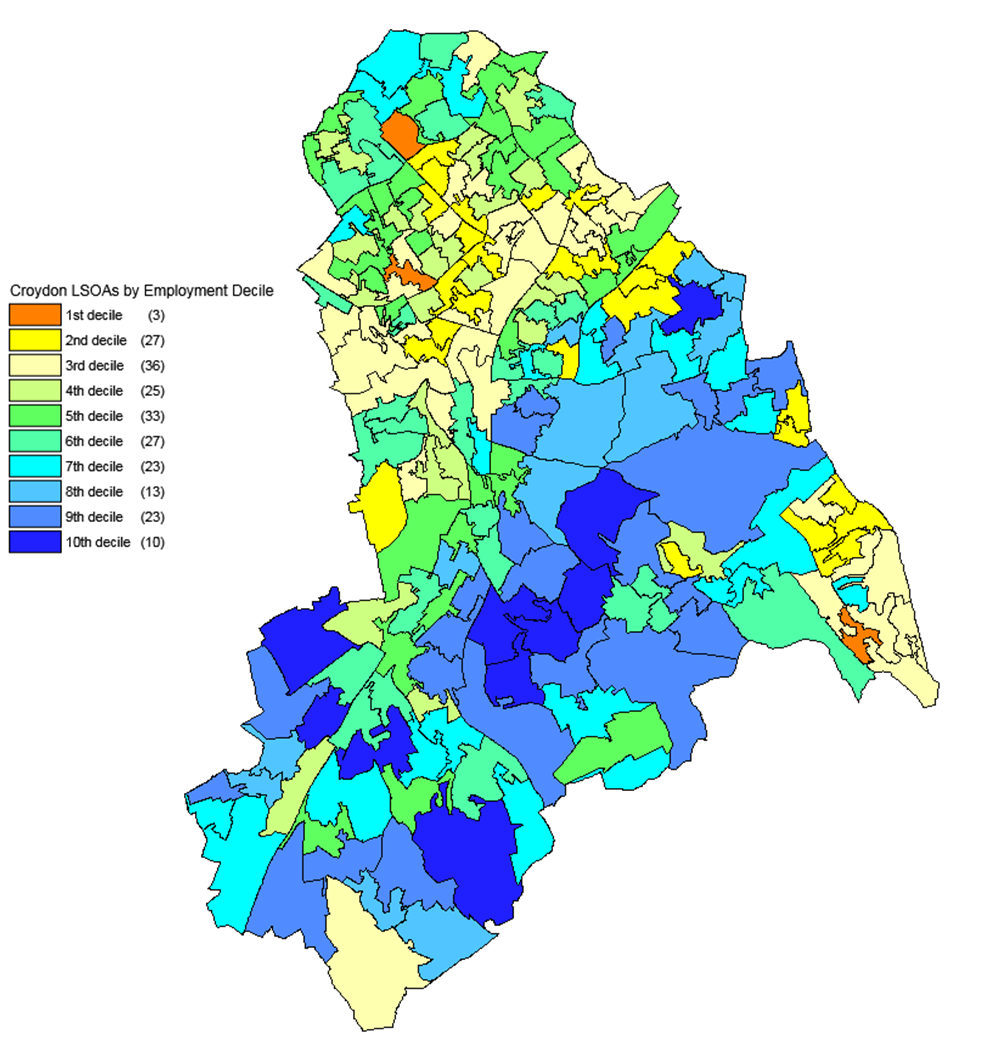 Croydon LSOAs by Employment Decile
1st decile (3)
2nd decile (27)
3rd decile (36)
4th decile (25)
5th decile (33)
6th decile (27)
7th decile (23)
8th decile (13)
9th decile (23)
10th decile (10)